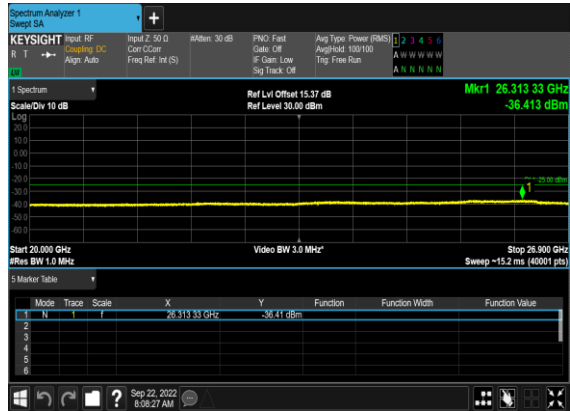 Spectrum Analyzer 1
Swept SA
+
KEYSIGHT Input: RF Input Z: 50 Ω #Atten: 30 dB PNO: Fast Avg Type: Power (RMS) 1 2 3 4 5 6
R T Coupling: DC Corr CCorr Gate: Off Avg|Hold: 100/100 A W W W W W
Align: Auto Freq Ref: Int (S) IF Gain: Low Trig: Free Run
Sig Track: Off A N N N N N
1 Spectrum Ref Lvl Offset 15.37 dB Mkr1 26.313 33 GHz
Scale/Div 10 dB Ref Level 30.00 dBm -36.413 dBm
Log
20.0
10.0
0.00
-10.0
-20.0
-25.00 dBm
1
-30.0
-40.0
-50.0
-60.0
Start 20.000 GHz Video BW 3.0 MHz* Stop 26.900 GHz
#Res BW 1.0 MHz Sweep ~15.2 ms (40001 pts)
5 Marker Table
Mode Trace Scale X Y Function Function Width Function Value
1 N 1 f 26.313 33 GHz -36.41 dBm
2
3
4
5
6
? Sep 22, 2022
8:08:27 AM